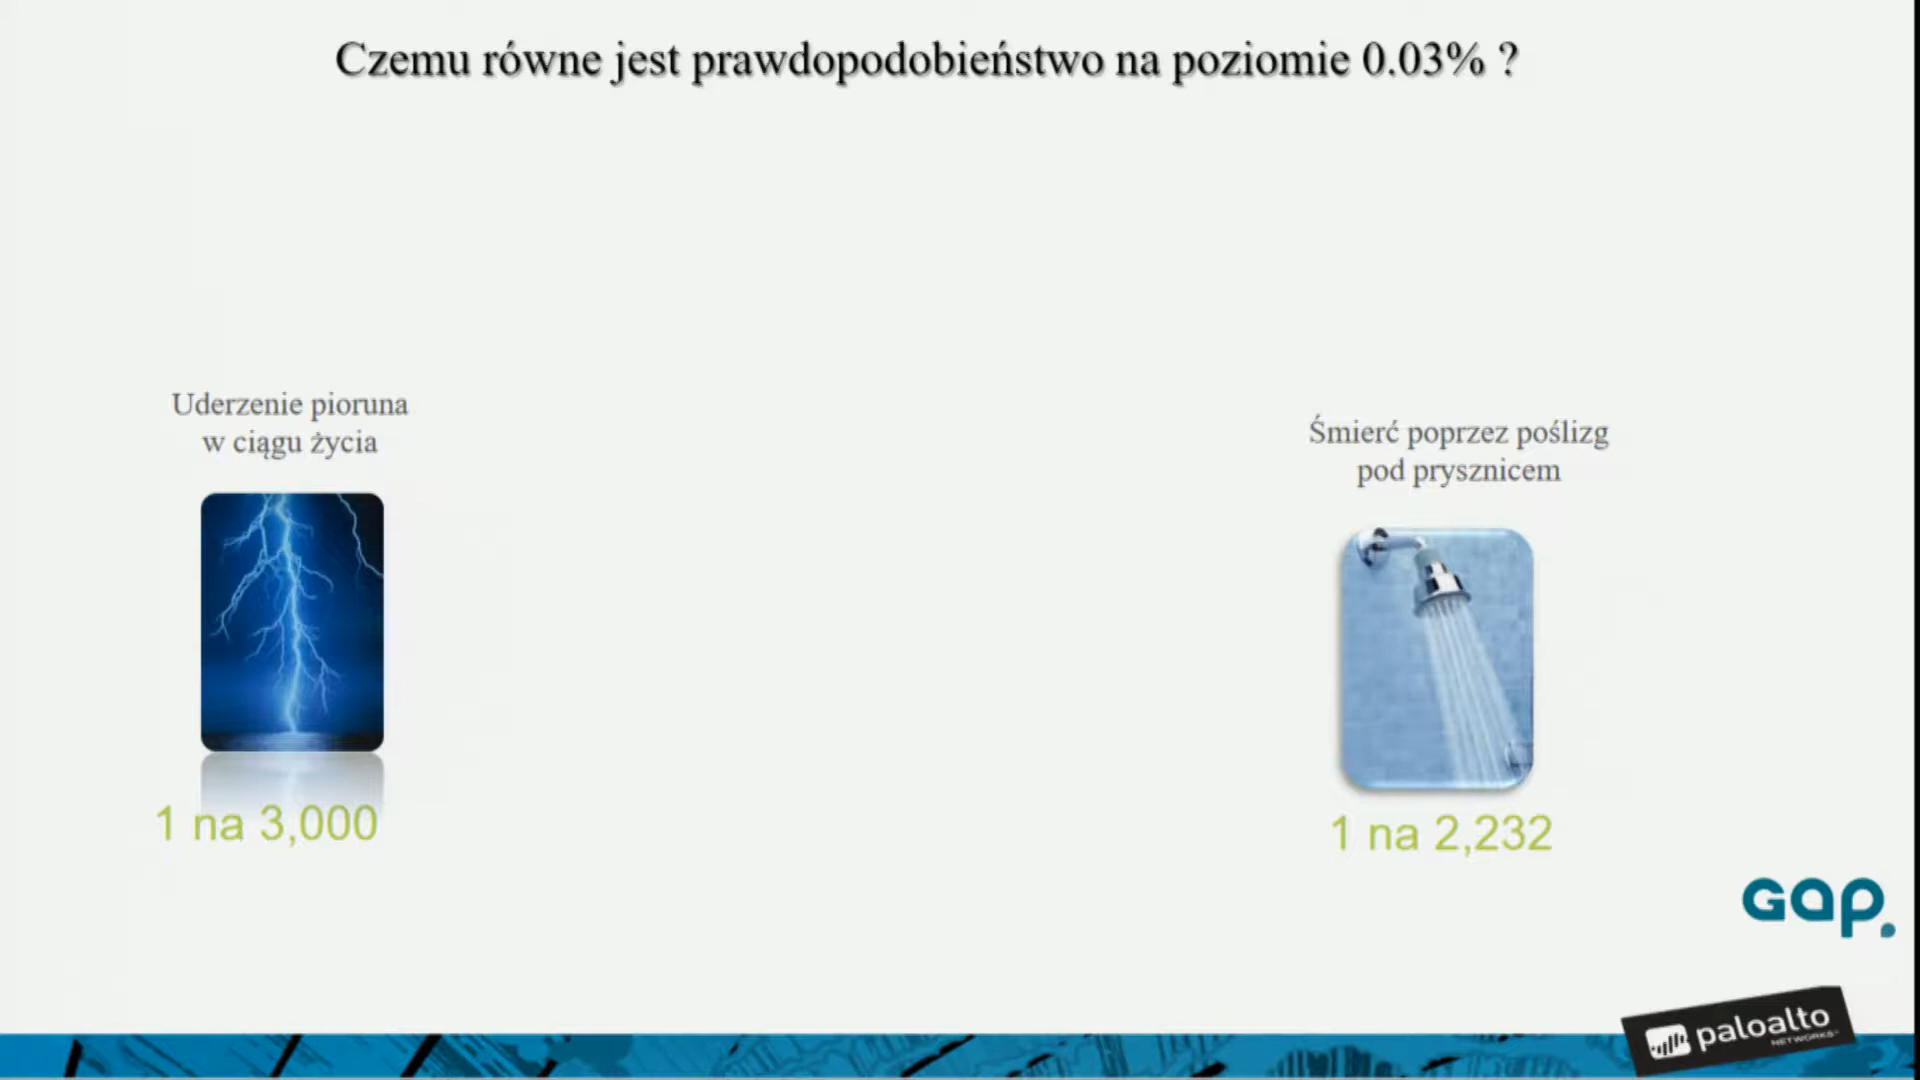 Czemu równe jest prawdopodobieństwo na poziomie 0.03% ?
Uderzenie pioruna
w ciągu życia
1 na 3,000
Śmierć poprzez poślizg
pod prysznicem
1 na 2,232
Gap.
paloalto
NETWORKS